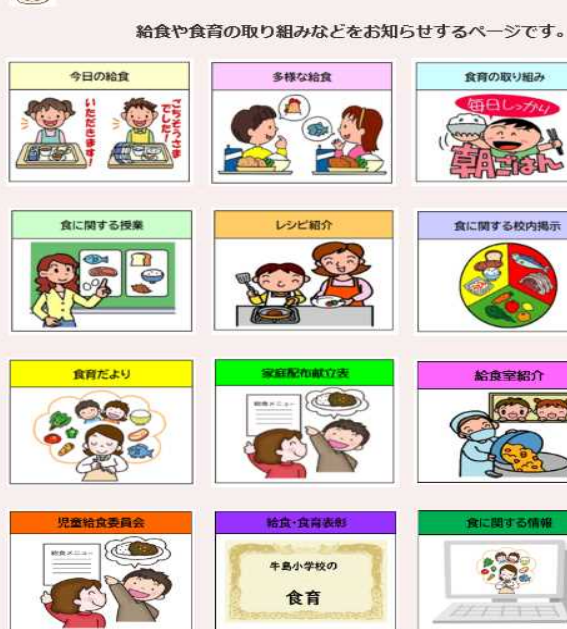 給食や食育の取り組みなどをお知らせするページです。
今日の給食
いただきます!
ごちそうさまでした!
多様な給食
食育の取り組み
毎日しっかり
朝ごはん
食に関する授業
レシピ紹介
食に関する校内掲示
食育だより
家庭配布献立表
給食メニュー
給食室紹介
児童給食委員会
給食メニュー
給食・食育表彰
牛島小学校の
食育
食に関する情報